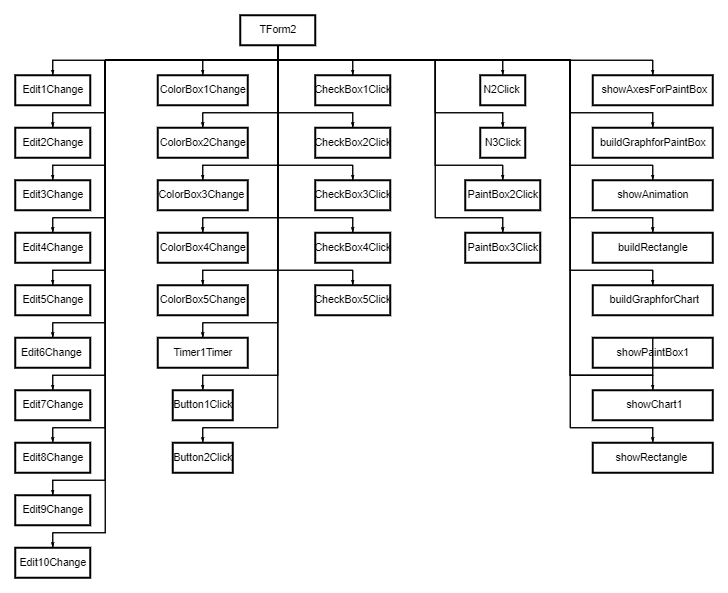 TForm2
Edit1Change
ColorBox1Change
CheckBox1Click
N2Click
showAxesForPaintBox
Edit2Change
ColorBox2Change
CheckBox2Click
N3Click
buildGraphforPaintBox
Edit3Change
ColorBox3Change
CheckBox3Click
PaintBox2Click
showAnimation
Edit4Change
ColorBox4Change
CheckBox4Click
PaintBox3Click
buildRectangle
Edit5Change
ColorBox5Change
CheckBox5Click
buildGraphforChart
Edit6Change
Timer1Timer
showPaintBox1
Edit7Change
Button1Click
showChart1
Edit8Change
Button2Click
showRectangle
Edit9Change
Edit10Change